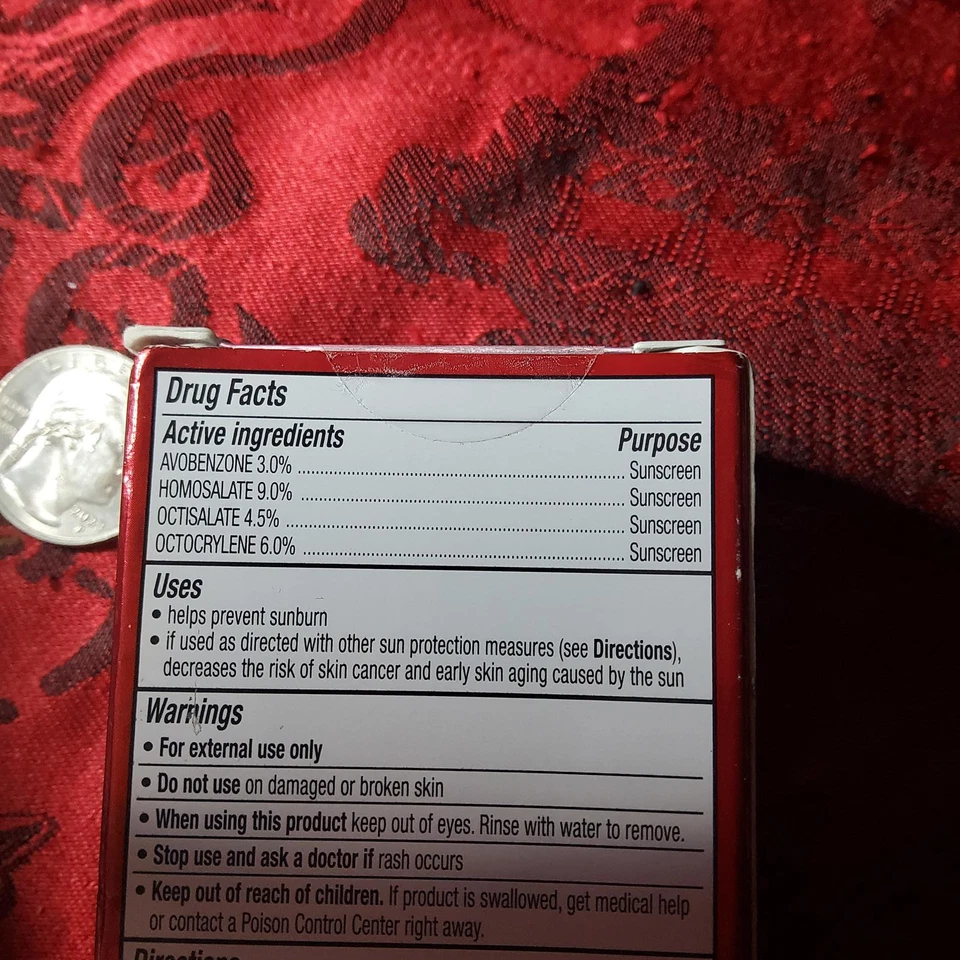 Drug Facts
Active ingredients Purpose
AVOBENZONE 3.0% ........................ Sunscreen
HOMOSALATE 9.0% ........................ Sunscreen
OCTISALATE 4.5% ........................ Sunscreen
OCTOCRYLENE 6.0% ........................ Sunscreen
Uses
• helps prevent sunburn
• if used as directed with other sun protection measures (see Directions),
decreases the risk of skin cancer and early skin aging caused by the sun
Warnings
• For external use only
• Do not use on damaged or broken skin
• When using this product keep out of eyes. Rinse with water to remove.
• Stop use and ask a doctor if rash occurs
• Keep out of reach of children. If product is swallowed, get medical help
or contact a Poison Control Center right away.
Directions